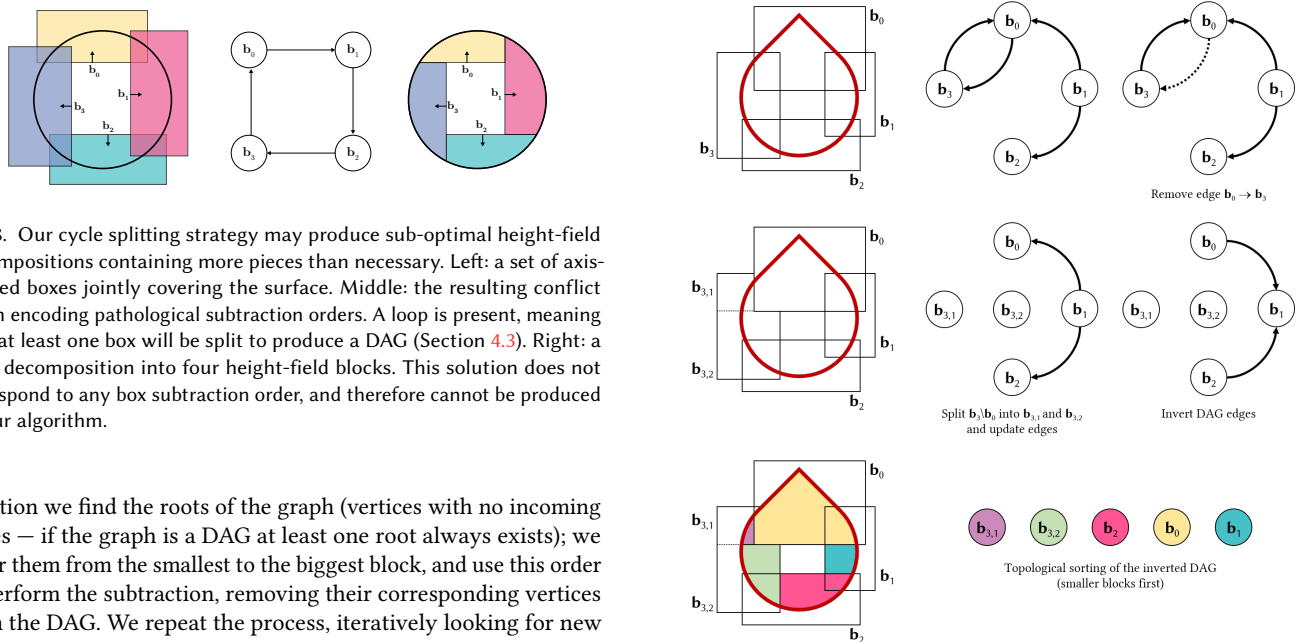 b0
b1
b3
b2
b0
b1
b3
b2
b0
b1
b3
b2
8. Our cycle splitting strategy may produce sub-optimal height-field
mpositions containing more pieces than necessary. Left: a set of axis-
ed boxes jointly covering the surface. Middle: the resulting conflict
h encoding pathological subtraction orders. A loop is present, meaning
at least one box will be split to produce a DAG (Section 4.3). Right: a
decomposition into four height-field blocks. This solution does not
spond to any box subtraction order, and therefore cannot be produced
ur algorithm.
tion we find the roots of the graph (vertices with no incoming
es — if the graph is a DAG at least one root always exists); we
r them from the smallest to the biggest block, and use this order
erform the subtraction, removing their corresponding vertices
n the DAG. We repeat the process, iteratively looking for new
b0
b1
b3
b2
b0
b3
b1
b2
b0
b3
b1
b2
Remove edge b0 → b3
b0
b3,1
b1
b3,2
b2
b0
b3,1
b3,2
b1
b2
Split b3\b0 into b3,1 and b3,2
and update edges
b0
b3,1
b3,2
b1
b2
Invert DAG edges
b0
b3,1
b1
b3,2
b2
b3,1
b3,2
b2
b0
b1
Topological sorting of the inverted DAG
(smaller blocks first)